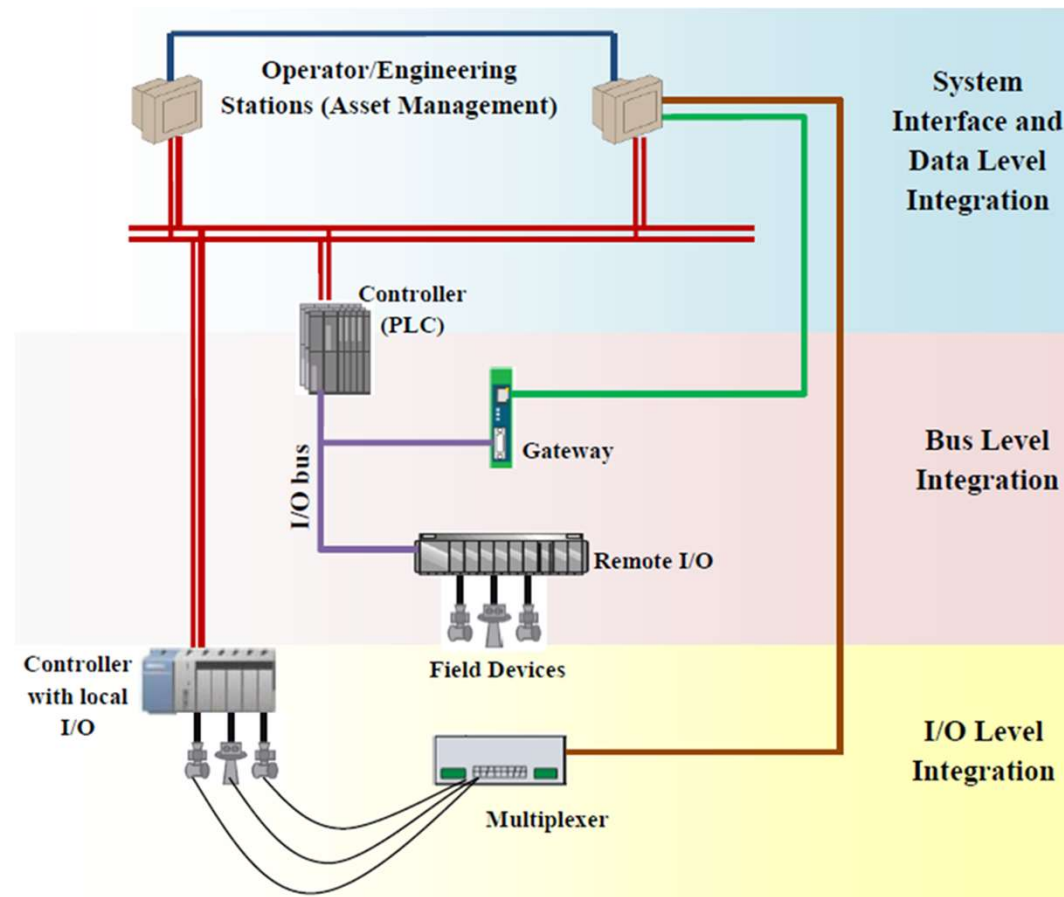 Operator/Engineering
Stations (Asset Management)
System
Interface and
Data Level
Integration
Controller
(PLC)
I/O bus
Gateway
Bus Level
Integration
Remote I/O
Field Devices
Controller
with local
I/O
Multiplexer
I/O Level
Integration